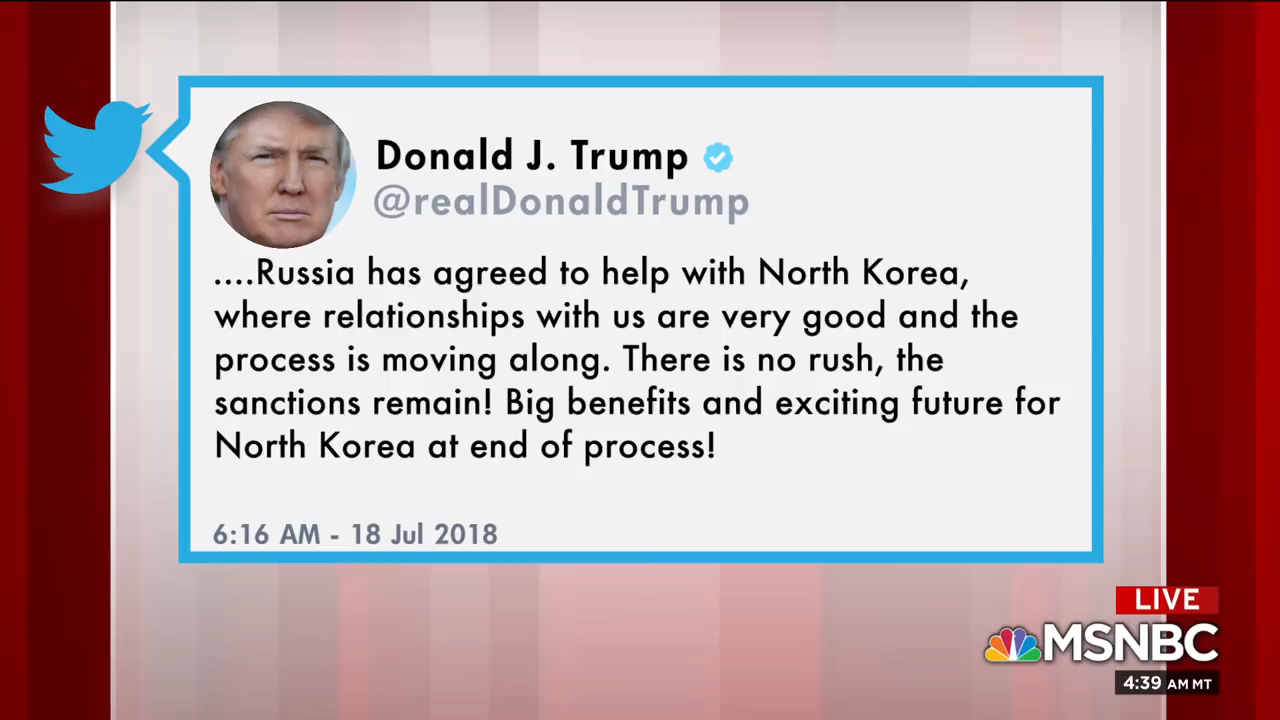 Donald J. Trump
@realDonaldTrump
....Russia has agreed to help with North Korea,
where relationships with us are very good and the
process is moving along. There is no rush, the
sanctions remain! Big benefits and exciting future for
North Korea at end of process!
6:16 AM - 18 Jul 2018
LIVE
MSNBC
4:39 AM MT